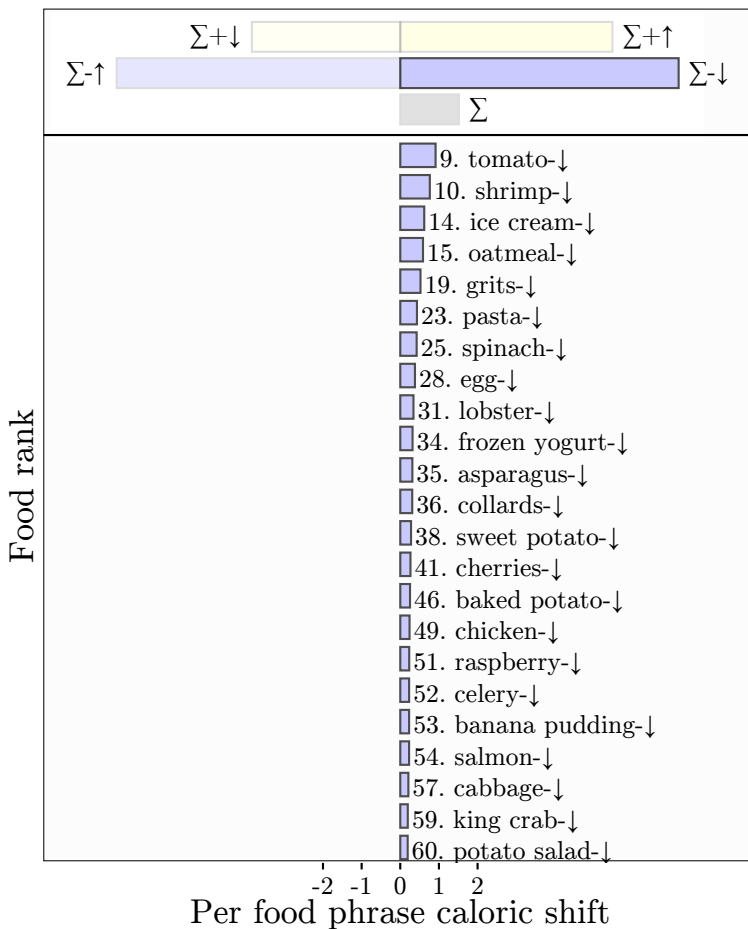 ∑+↓ ∑+↑
∑-↑ ∑-↓
∑
9. tomato-↓
10. shrimp-↓
14. ice cream-↓
15. oatmeal-↓
19. grits-↓
23. pasta-↓
25. spinach-↓
28. egg-↓
31. lobster-↓
34. frozen yogurt-↓
35. asparagus-↓
36. collards-↓
38. sweet potato-↓
41. cherries-↓
46. baked potato-↓
49. chicken-↓
51. raspberry-↓
52. celery-↓
53. banana pudding-↓
54. salmon-↓
57. cabbage-↓
59. king crab-↓
60. potato salad-↓
Food rank
-2 -1 0 1 2
Per food phrase caloric shift